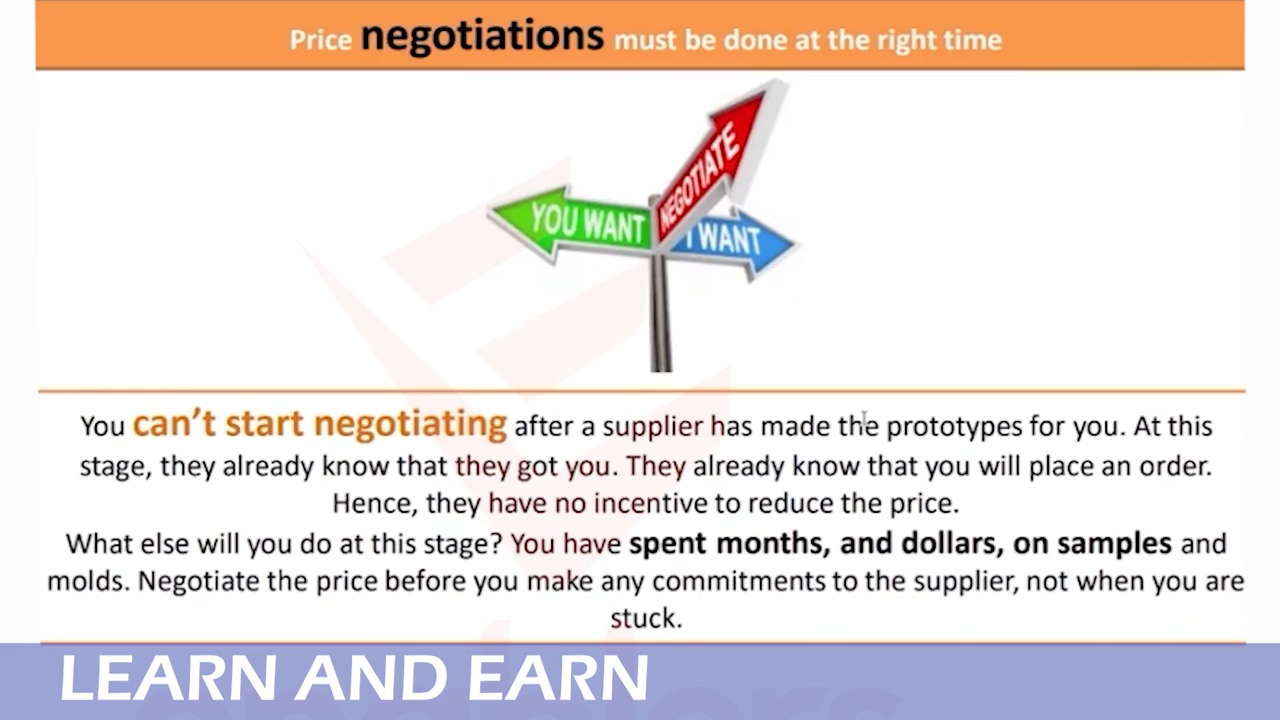 Price negotiations must be done at the right time
NEGOTIATE
YOU WANT
I WANT
You can't start negotiating after a supplier has made the prototypes for you. At this
stage, they already know that they got you. They already know that you will place an order.
Hence, they have no incentive to reduce the price.
What else will you do at this stage? You have spent months, and dollars, on samples and
molds. Negotiate the price before you make any commitments to the supplier, not when you are
stuck.
LEARN AND EARN